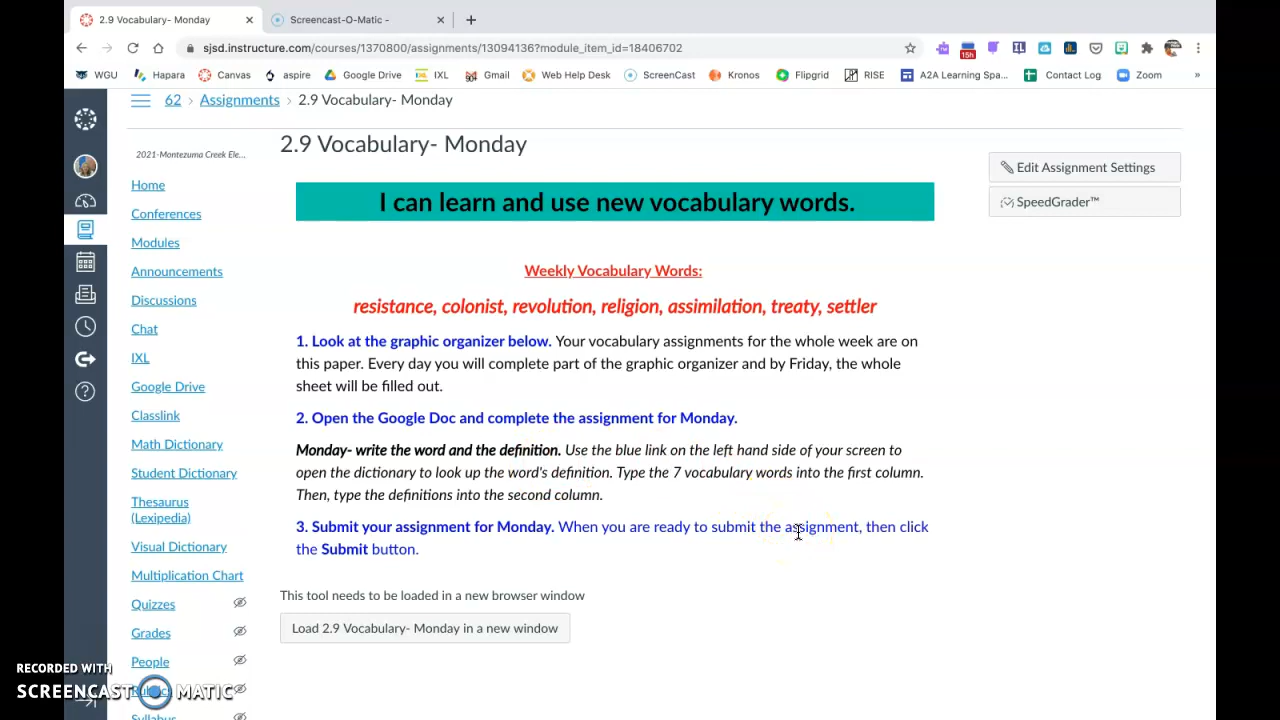 2.9 Vocabulary- Monday
Screencast-O-Matic -
sjsd.instructure.com/courses/1370800/assignments/13094136?module_item_id=18406702
15h
WGU Hapara Canvas aspire Google Drive IXL Gmail Web Help Desk ScreenCast Kronos Flipgrid RISE A2A Learning Spa... Contact Log Zoom »
62 › Assignments › 2.9 Vocabulary- Monday
2021-Montezuma Creek Ele...
Home
Conferences
Modules
Announcements
Discussions
Chat
IXL
Google Drive
Classlink
Math Dictionary
Student Dictionary
Thesaurus
(Lexipedia)
Visual Dictionary
Multiplication Chart
Quizzes
Grades
People
Syllabus
2.9 Vocabulary- Monday
I can learn and use new vocabulary words.
Weekly Vocabulary Words:
resistance, colonist, revolution, religion, assimilation, treaty, settler
1. Look at the graphic organizer below. Your vocabulary assignments for the whole week are on
this paper. Every day you will complete part of the graphic organizer and by Friday, the whole
sheet will be filled out.
2. Open the Google Doc and complete the assignment for Monday.
Monday- write the word and the definition. Use the blue link on the left hand side of your screen to
open the dictionary to look up the word's definition. Type the 7 vocabulary words into the first column.
Then, type the definitions into the second column.
3. Submit your assignment for Monday. When you are ready to submit the assignment, then click
the Submit button.
This tool needs to be loaded in a new browser window
Load 2.9 Vocabulary- Monday in a new window
Edit Assignment Settings
SpeedGrader™
RECORDED WITH
SCREENCAST MATIC